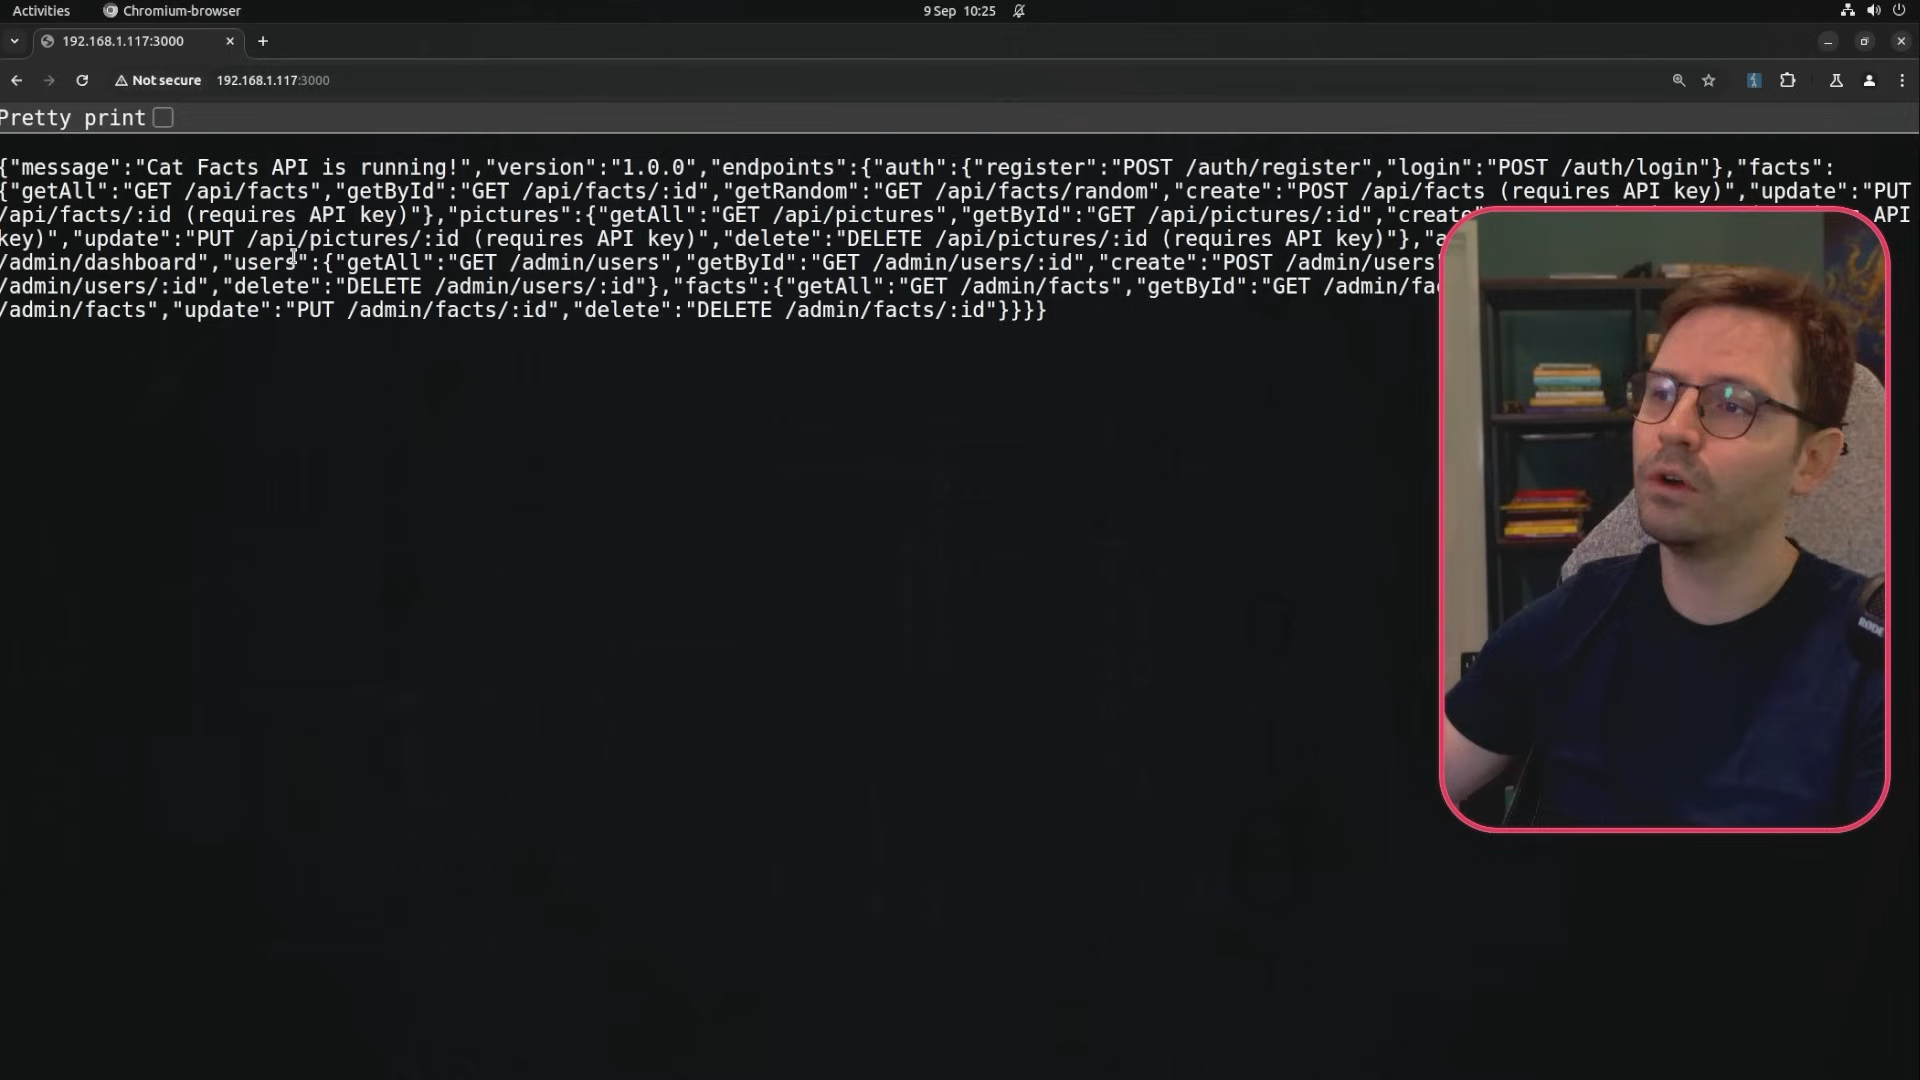 Activities
Chromium-browser
9 Sep 10:25
192.168.1.117:3000
Not secure
192.168.1.117:3000
Pretty print
{"message":"Cat Facts API is running!","version":"1.0.0","endpoints":{"auth":{"register":"POST /auth/register","login":"POST /auth/login"},"facts":
{"getAll":"GET /api/facts","getById":"GET /api/facts/:id","getRandom":"GET /api/facts/random","create":"POST /api/facts (requires API key)","update":"PUT
/api/facts/:id (requires API key)"},"pictures":{"getAll":"GET /api/pictures","getById":"GET /api/pictures/:id","create" API
key)","update":"PUT /api/pictures/:id (requires API key)","delete":"DELETE /api/pictures/:id (requires API key)"},"a
/admin/dashboard","users":{"getAll":"GET /admin/users","getById":"GET /admin/users/:id","create":"POST /admin/users"
/admin/users/:id","delete":"DELETE /admin/users/:id"},"facts":{"getAll":"GET /admin/facts","getById":"GET /admin/fac
/admin/facts","update":"PUT /admin/facts/:id","delete":"DELETE /admin/facts/:id"}}}}
RODE